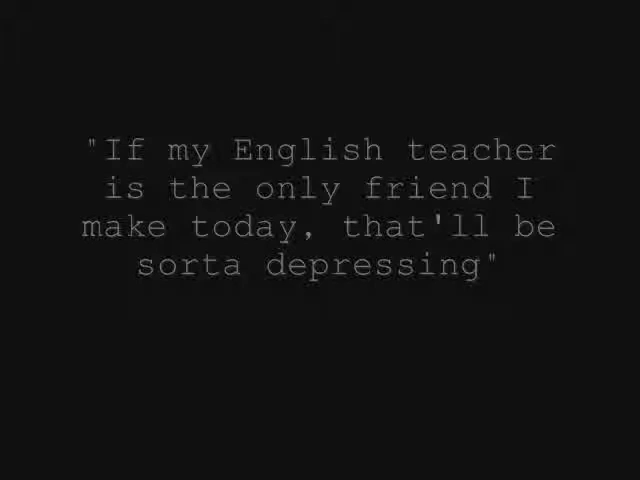 "If my English teacher
is the only friend I
make today, that'll be
sorta depressing"